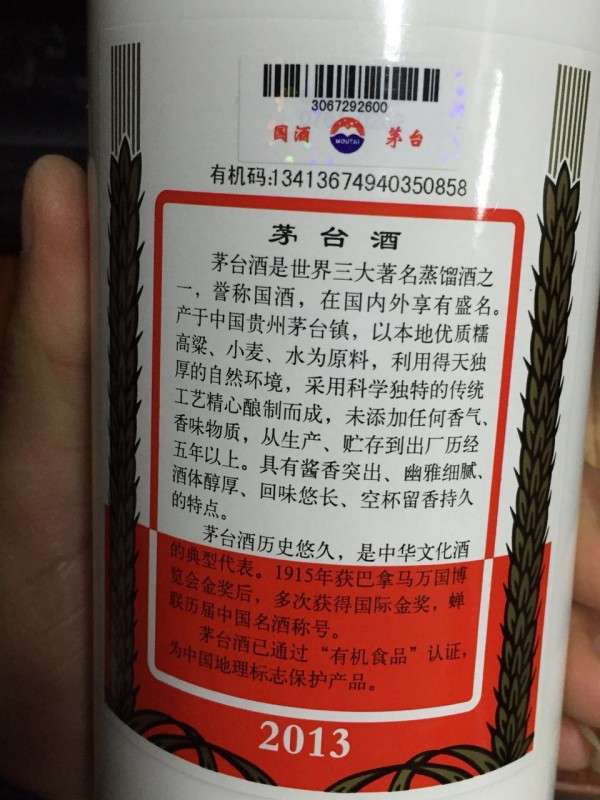 3067292600
国酒 MOUTAI 茅台
有机码:13413674940350858
茅台酒
茅台酒是世界三大著名蒸馏酒之
一，誉称国酒，在国内外享有盛名。
产于中国贵州茅台镇，以本地优质糯
高粱、小麦、水为原料，利用得天独
厚的自然环境，采用科学独特的传统
工艺精心酿制而成，未添加任何香气、
香味物质，从生产、贮存到出厂历经
五年以上。具有酱香突出、幽雅细腻、
酒体醇厚、回味悠长、空杯留香持久
的特点。
茅台酒历史悠久，是中华文化酒
的典型代表。1915年获巴拿马万国博
览会金奖后，多次获得国际金奖，蝉
联历届中国名酒称号。
茅台酒已通过“有机食品”认证，
为中国地理标志保护产品。
2013